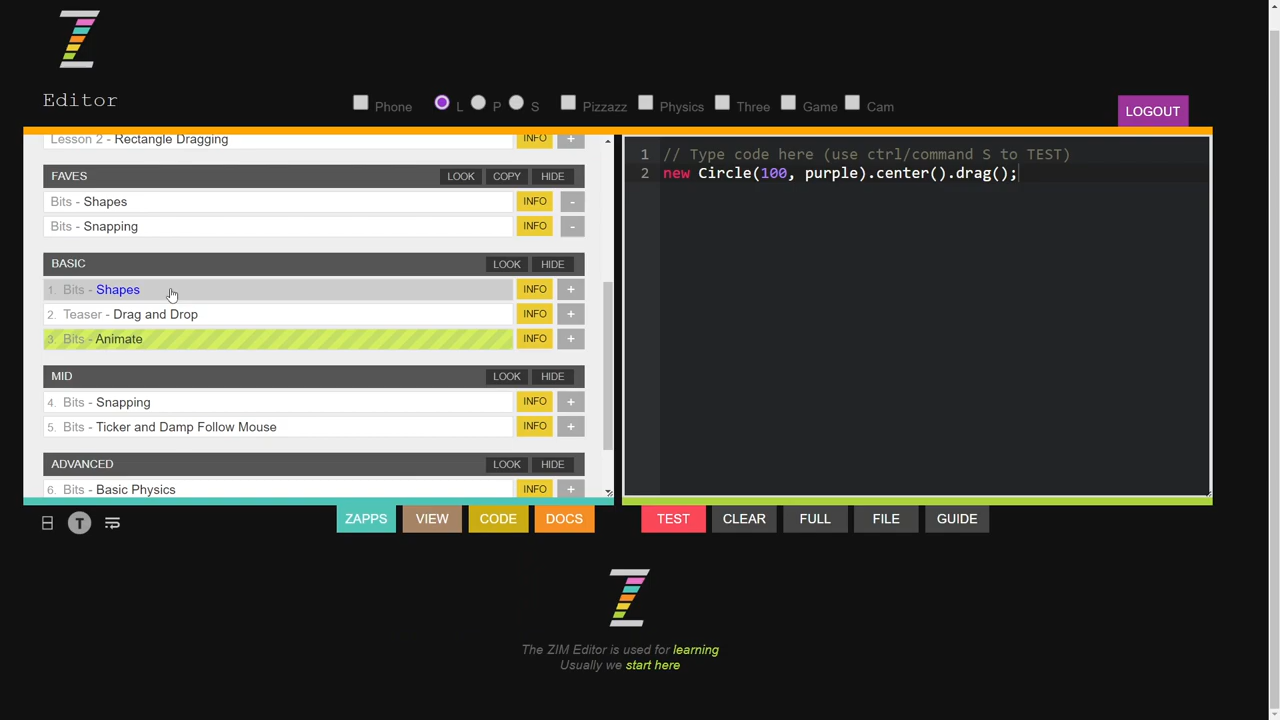 Editor
Phone L P S Pizzazz Physics Three Game Cam
LOGOUT
Lesson 2 - Rectangle Dragging INFO +
FAVES LOOK COPY HIDE
Bits - Shapes INFO -
Bits - Snapping INFO -
BASIC LOOK HIDE
1. Bits - Shapes INFO +
2. Teaser - Drag and Drop INFO +
3. Bits - Animate INFO +
MID LOOK HIDE
4. Bits - Snapping INFO +
5. Bits - Ticker and Damp Follow Mouse INFO +
ADVANCED LOOK HIDE
6. Bits - Basic Physics INFO +
1 // Type code here (use ctrl/command S to TEST)
2 new Circle(100, purple).center().drag();
T ZAPPS VIEW CODE DOCS TEST CLEAR FULL FILE GUIDE
The ZIM Editor is used for learning
Usually we start here